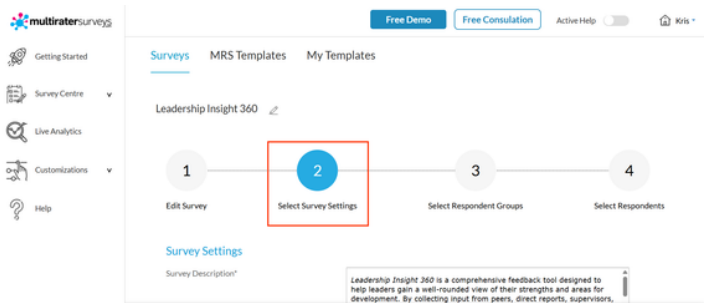 multiratersurveys
Free Demo
Free Consulation
Active Help
Kris
Getting Started
Survey Centre
Live Analytics
Customizations
Help
Surveys MRS Templates My Templates
Leadership Insight 360
1 2 3 4
Edit Survey Select Survey Settings Select Respondent Groups Select Respondents
Survey Settings
Survey Description*
Leadership Insight 360 is a comprehensive feedback tool designed to
help leaders gain a well-rounded view of their strengths and areas for
development. By collecting input from peers, direct reports, supervisors,